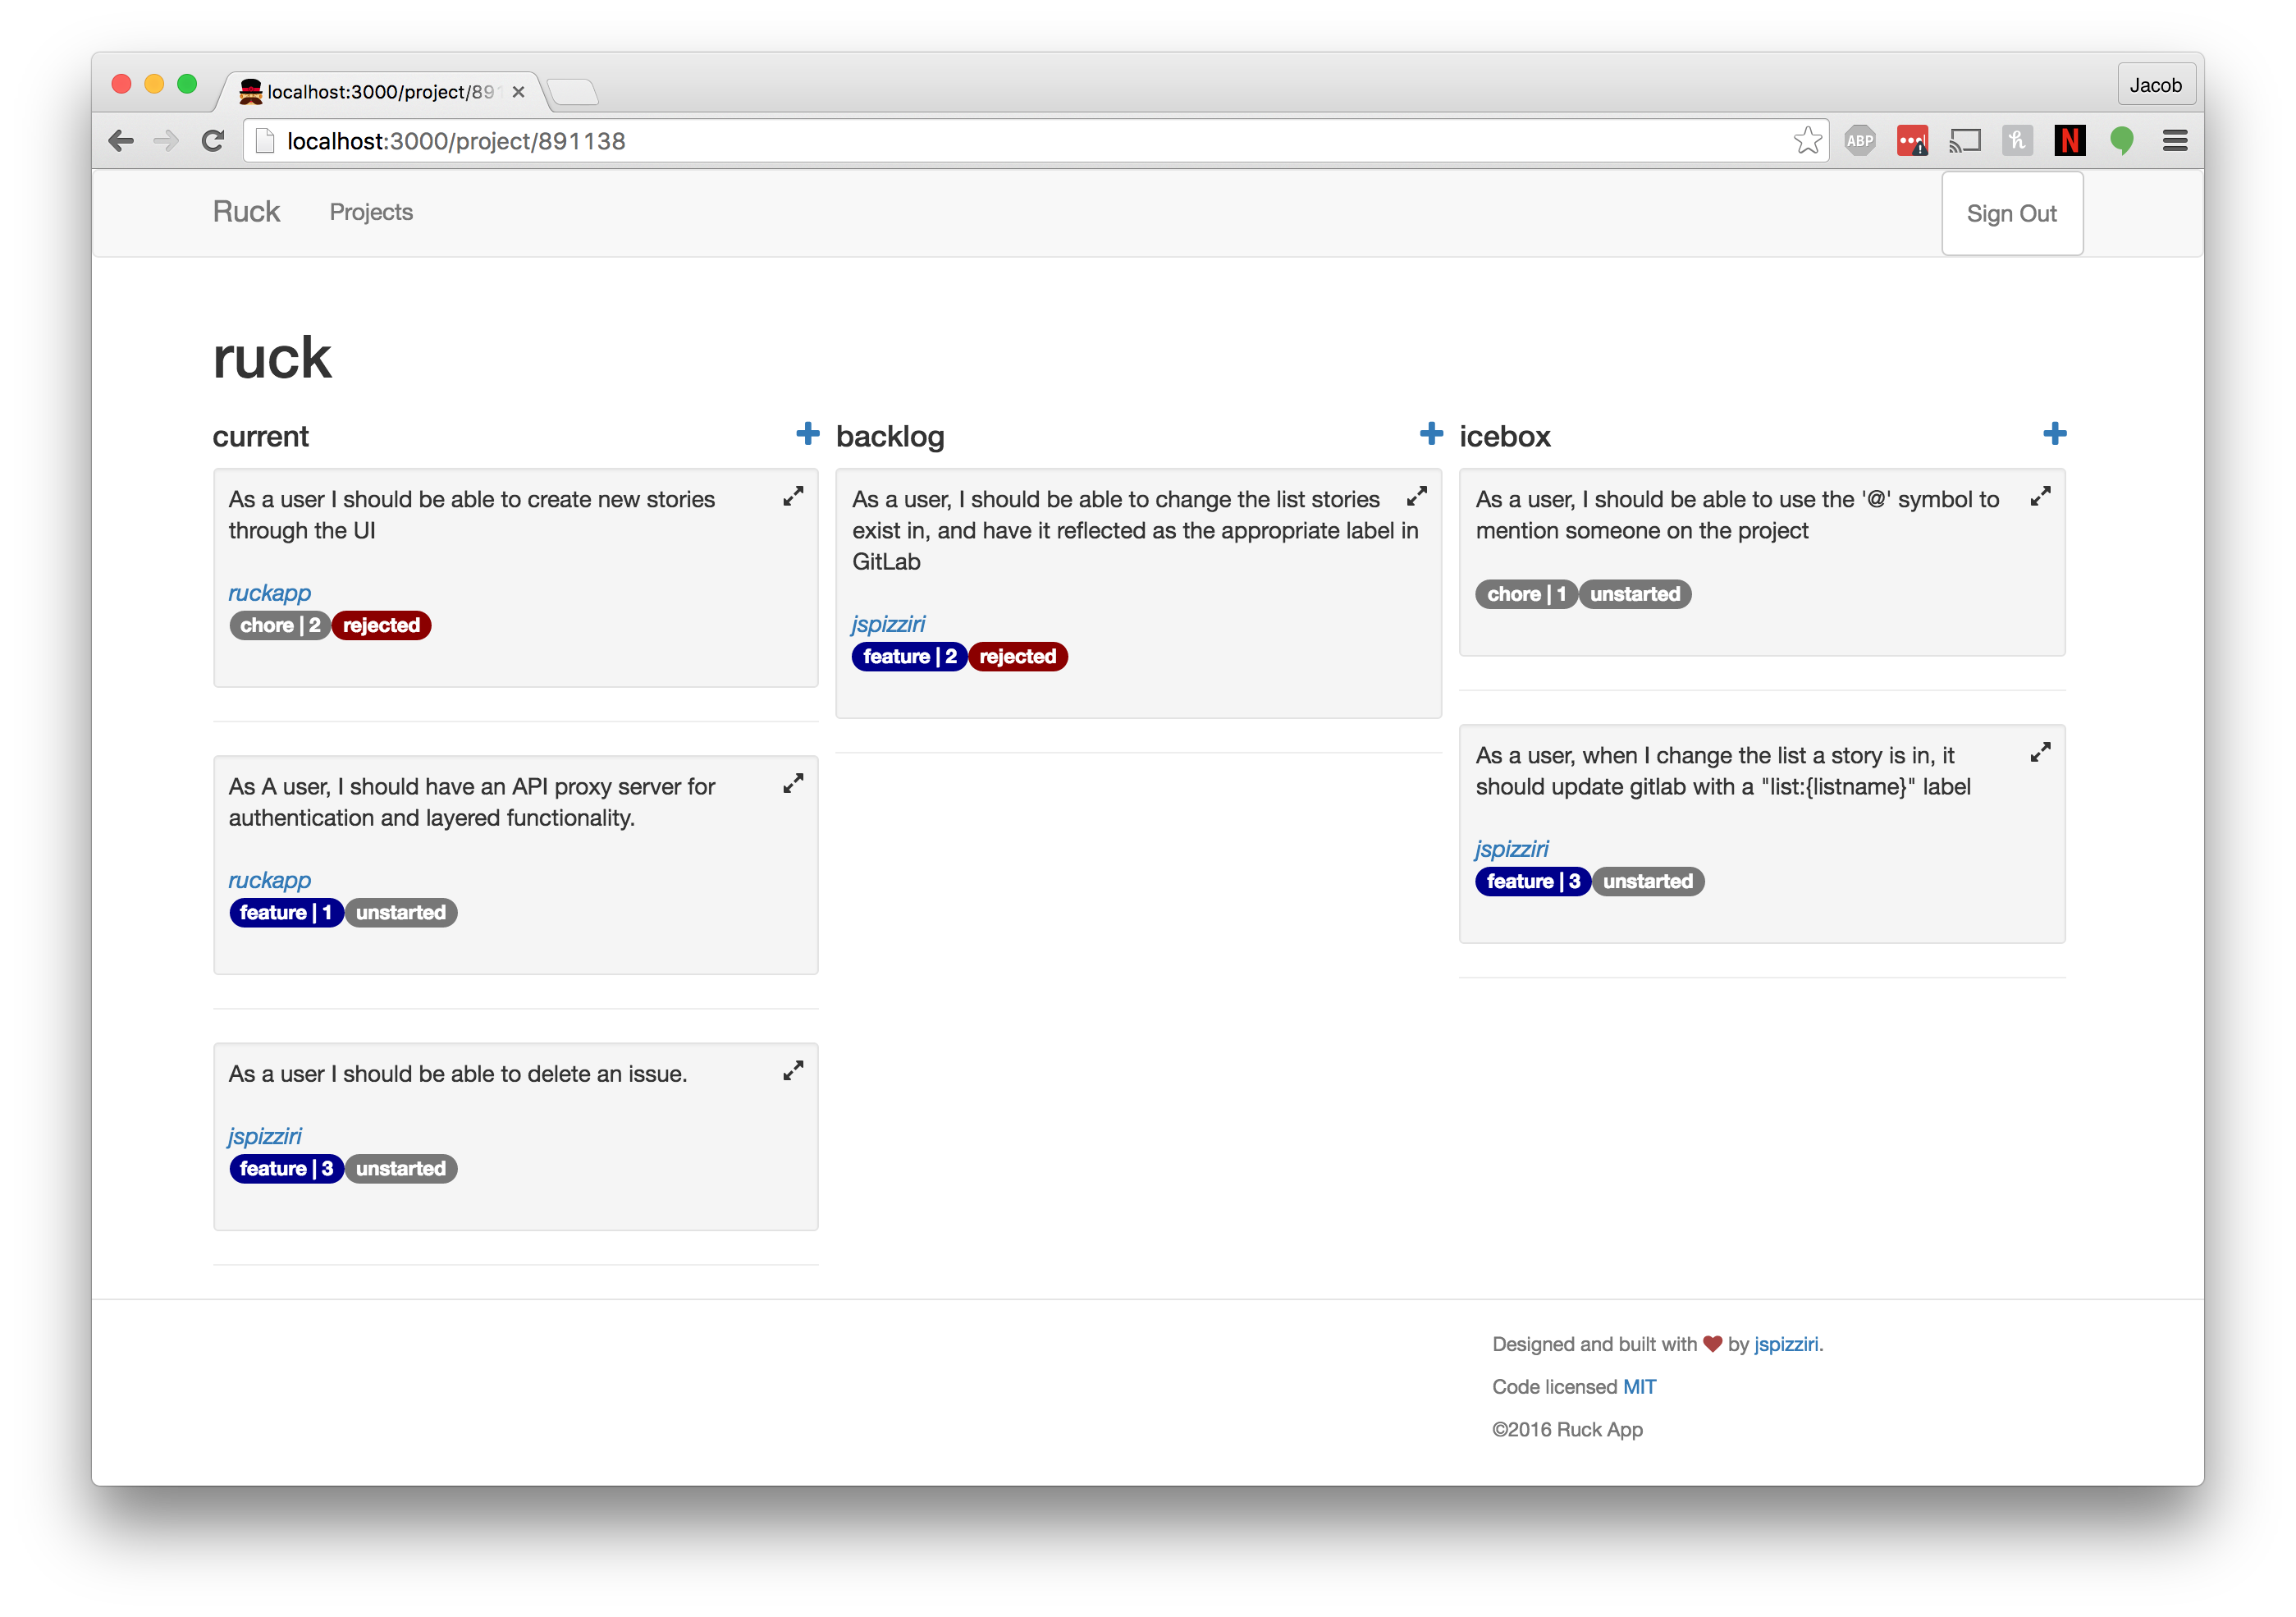 localhost:3000/project/89
Jacob
localhost:3000/project/891138
ABP
N
Ruck
Projects
Sign Out
ruck
current
As a user I should be able to create new stories
through the UI
ruckapp
chore | 2
rejected
As A user, I should have an API proxy server for
authentication and layered functionality.
ruckapp
feature | 1
unstarted
As a user I should be able to delete an issue.
jspizziri
feature | 3
unstarted
backlog
As a user, I should be able to change the list stories
exist in, and have it reflected as the appropriate label in
GitLab
jspizziri
feature | 2
rejected
icebox
As a user, I should be able to use the '@' symbol to
mention someone on the project
chore | 1
unstarted
As a user, when I change the list a story is in, it
should update gitlab with a "list:{listname}" label
jspizziri
feature | 3
unstarted
Designed and built with ♥ by jspizziri.
Code licensed MIT
©2016 Ruck App